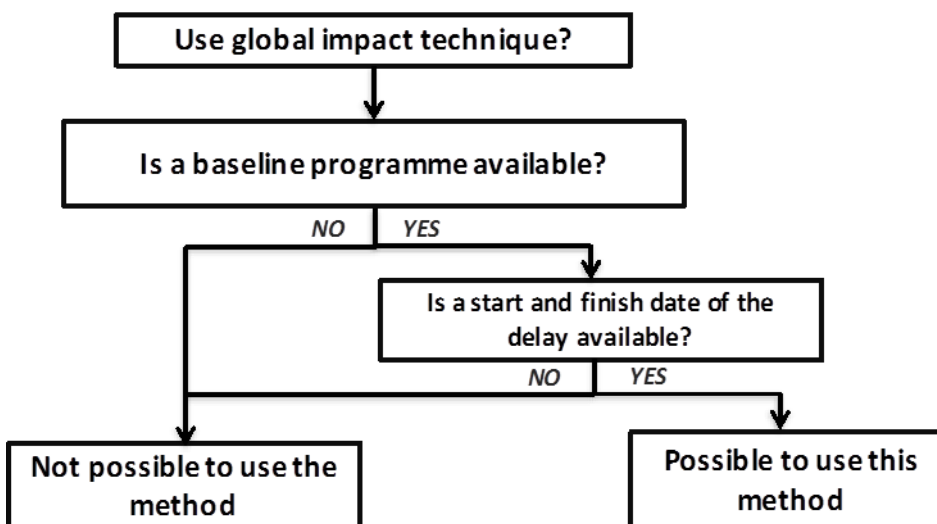 Use global impact technique?
Is a baseline programme available?
NO YES
Is a start and finish date of the
delay available?
NO YES
Not possible to use the
method
Possible to use this
method